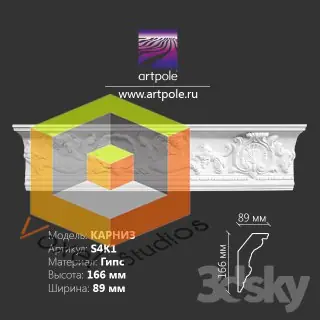 artpole
www.artpole.ru
Модель: КАРНИЗ
Артикул: S4K1
Материал: Гипс
Высота: 166 мм
Ширина: 89 мм
89 мм
166 мм
studios
3dsky